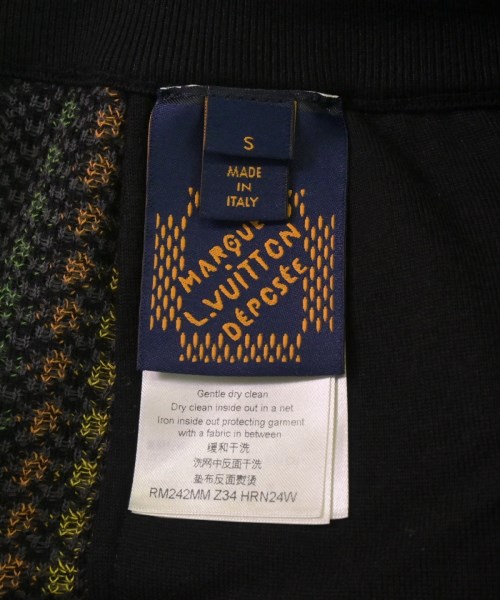 S
MADE
IN
ITALY
MARQUE
L.VUITTON
DÉPOSÉE
Gentle dry clean
Dry clean inside out in a net
Iron inside out protecting garment
with a fabric in between
缓和干洗
洗网中反面干洗
垫布反面熨烫
RM242MM Z34 HRN24W